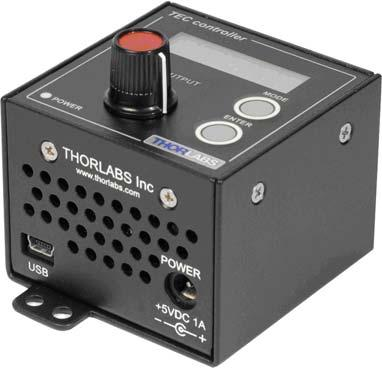 TEC controller
OUTPUT
MODE
POWER
ENTER
THORLABS
THORLABS Inc
www.thorlabs.com
USB
POWER
+5VDC 1A
- +